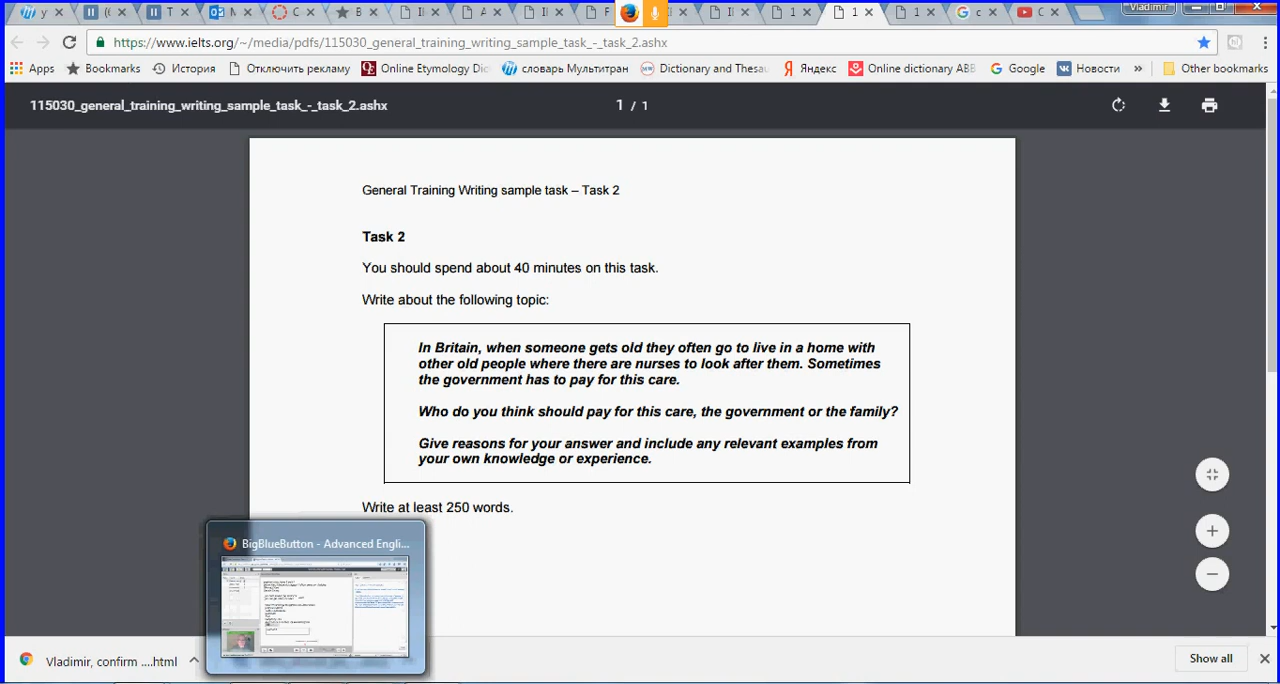 Vladimir
https://www.ielts.org/~/media/pdfs/115030_general_training_writing_sample_task_-_task_2.ashx
Apps Bookmarks История Отключить рекламу Online Etymology Dic словарь Мультитран Dictionary and Thesau Яндекс Online dictionary ABB Google Новости » Other bookmarks
115030_general_training_writing_sample_task_-_task_2.ashx 1 / 1
General Training Writing sample task – Task 2
Task 2
You should spend about 40 minutes on this task.
Write about the following topic:
In Britain, when someone gets old they often go to live in a home with
other old people where there are nurses to look after them. Sometimes
the government has to pay for this care.
Who do you think should pay for this care, the government or the family?
Give reasons for your answer and include any relevant examples from
your own knowledge or experience.
Write at least 250 words.
BigBlueButton - Advanced Engli...
Vladimir, confirm ....html Show all